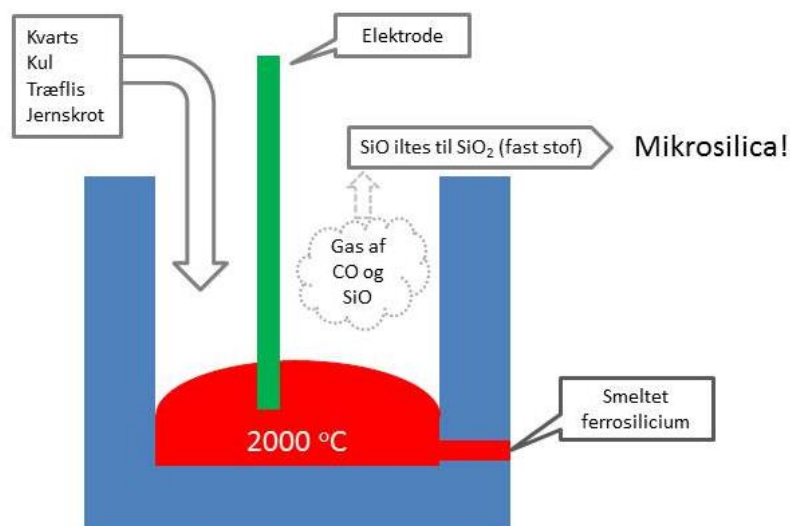 Kvarts
Kul
Træflis
Jernskrot
Elektrode
SiO iltes til SiO₂ (fast stof)
Mikrosilica!
Gas af
CO og
SiO
Smeltet
ferrosilicium
2000 °C